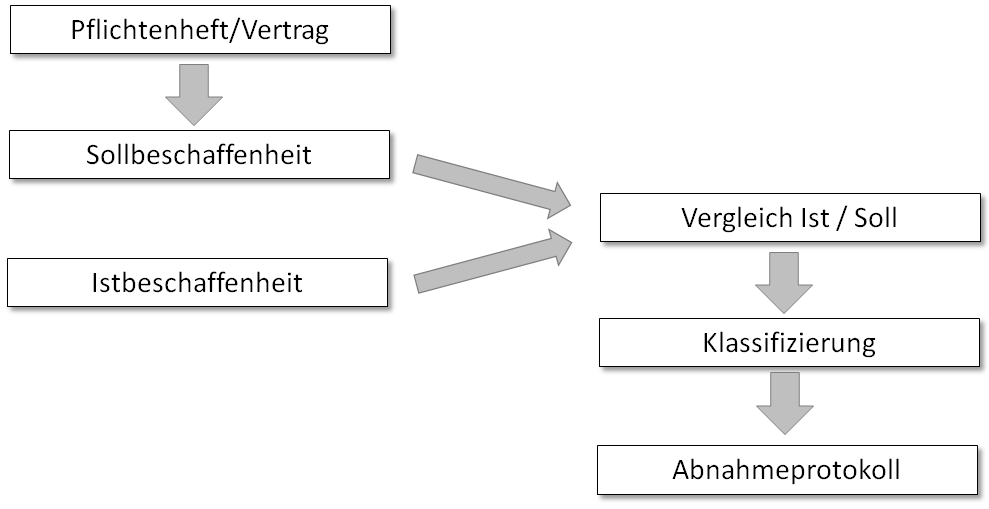 Pflichtenheft/Vertrag
Sollbeschaffenheit
Istbeschaffenheit
Vergleich Ist / Soll
Klassifizierung
Abnahmeprotokoll